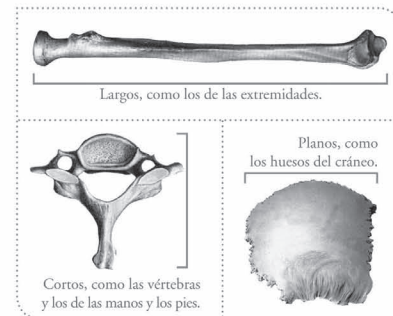 Largos, como los de las extremidades.
Planos, como
los huesos del cráneo.
Cortos, como las vértebras
y los de las manos y los pies.